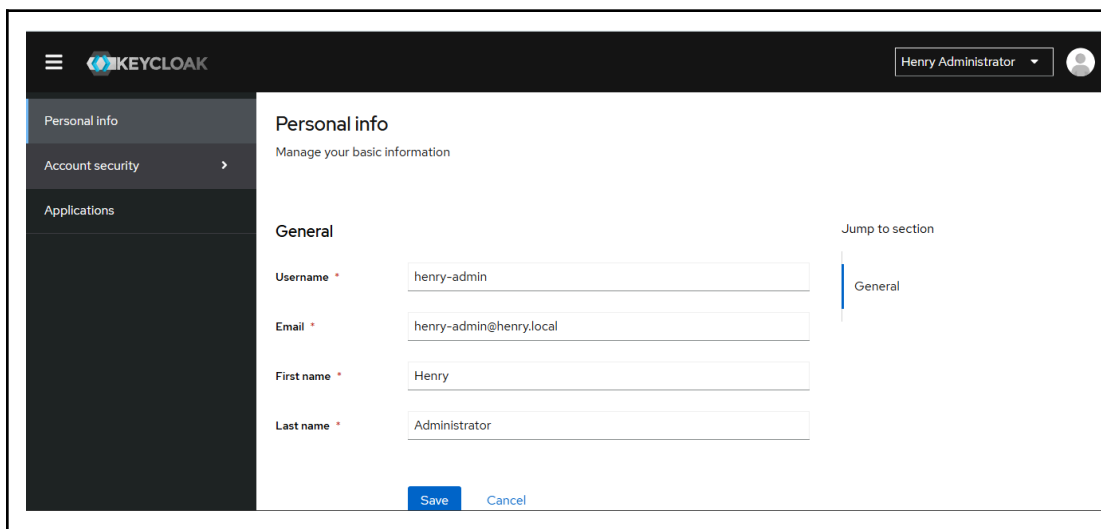 KEYCLOAK
Henry Administrator
Personal info
Account security
Applications
Personal info
Manage your basic information
General
Username *
henry-admin
Email *
henry-admin@henry.local
First name *
Henry
Last name *
Administrator
Save
Cancel
Jump to section
General